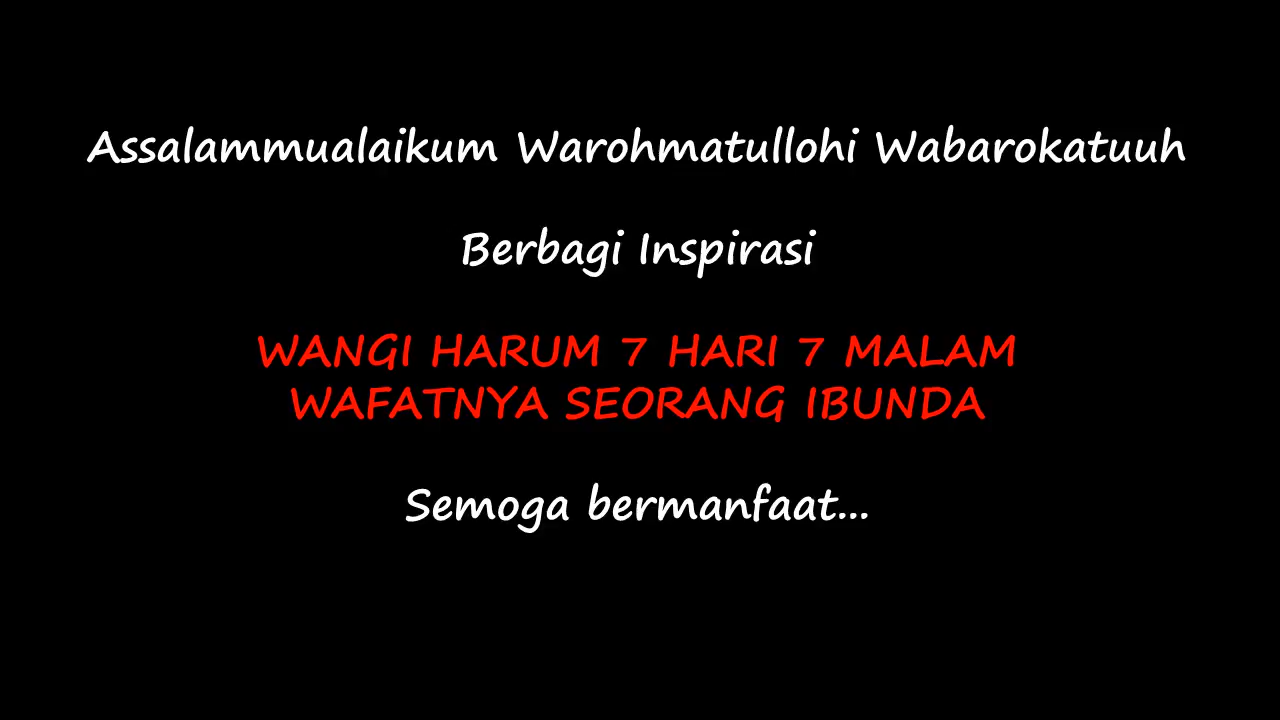 Assalammualaikum Warohmatullohi Wabarokatuuh
Berbagi Inspirasi
WANGI HARUM 7 HARI 7 MALAM
WAFATNYA SEORANG IBUNDA
Semoga bermanfaat...